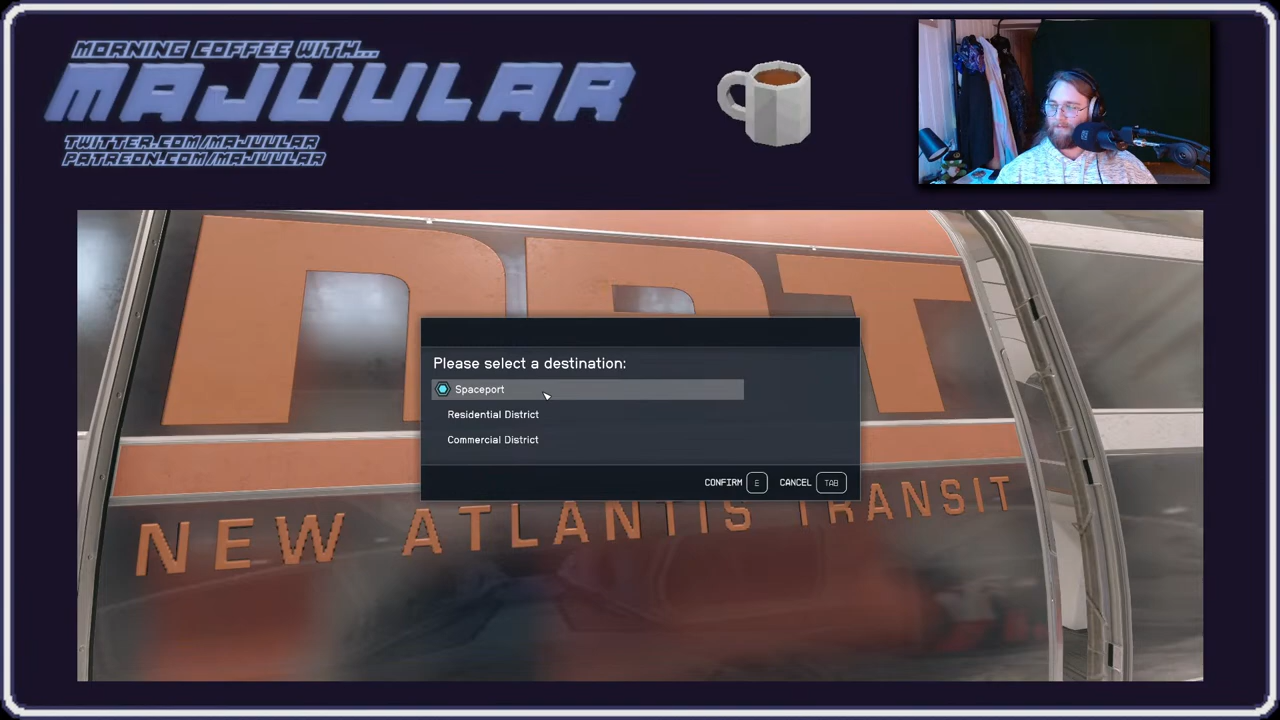 MORNING COFFEE WITH...
MAJUULAR
TWITTER.COM/MAJUULAR
PATREON.COM/MAJUULAR
NAT
Please select a destination:
Spaceport
Residential District
Commercial District
CONFIRM E CANCEL TAB
NEW ATLANTIS TRANSIT